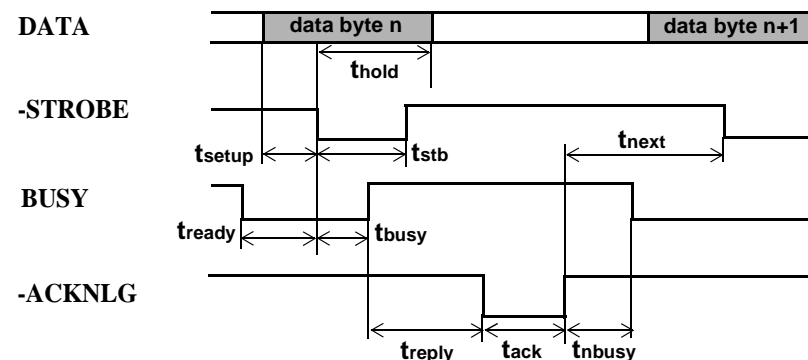 DATA
data byte n
data byte n+1
thold
-STROBE
tsetup
tstb
tnext
BUSY
tready
tbusy
-ACKNLG
treply
tack
tnbusy